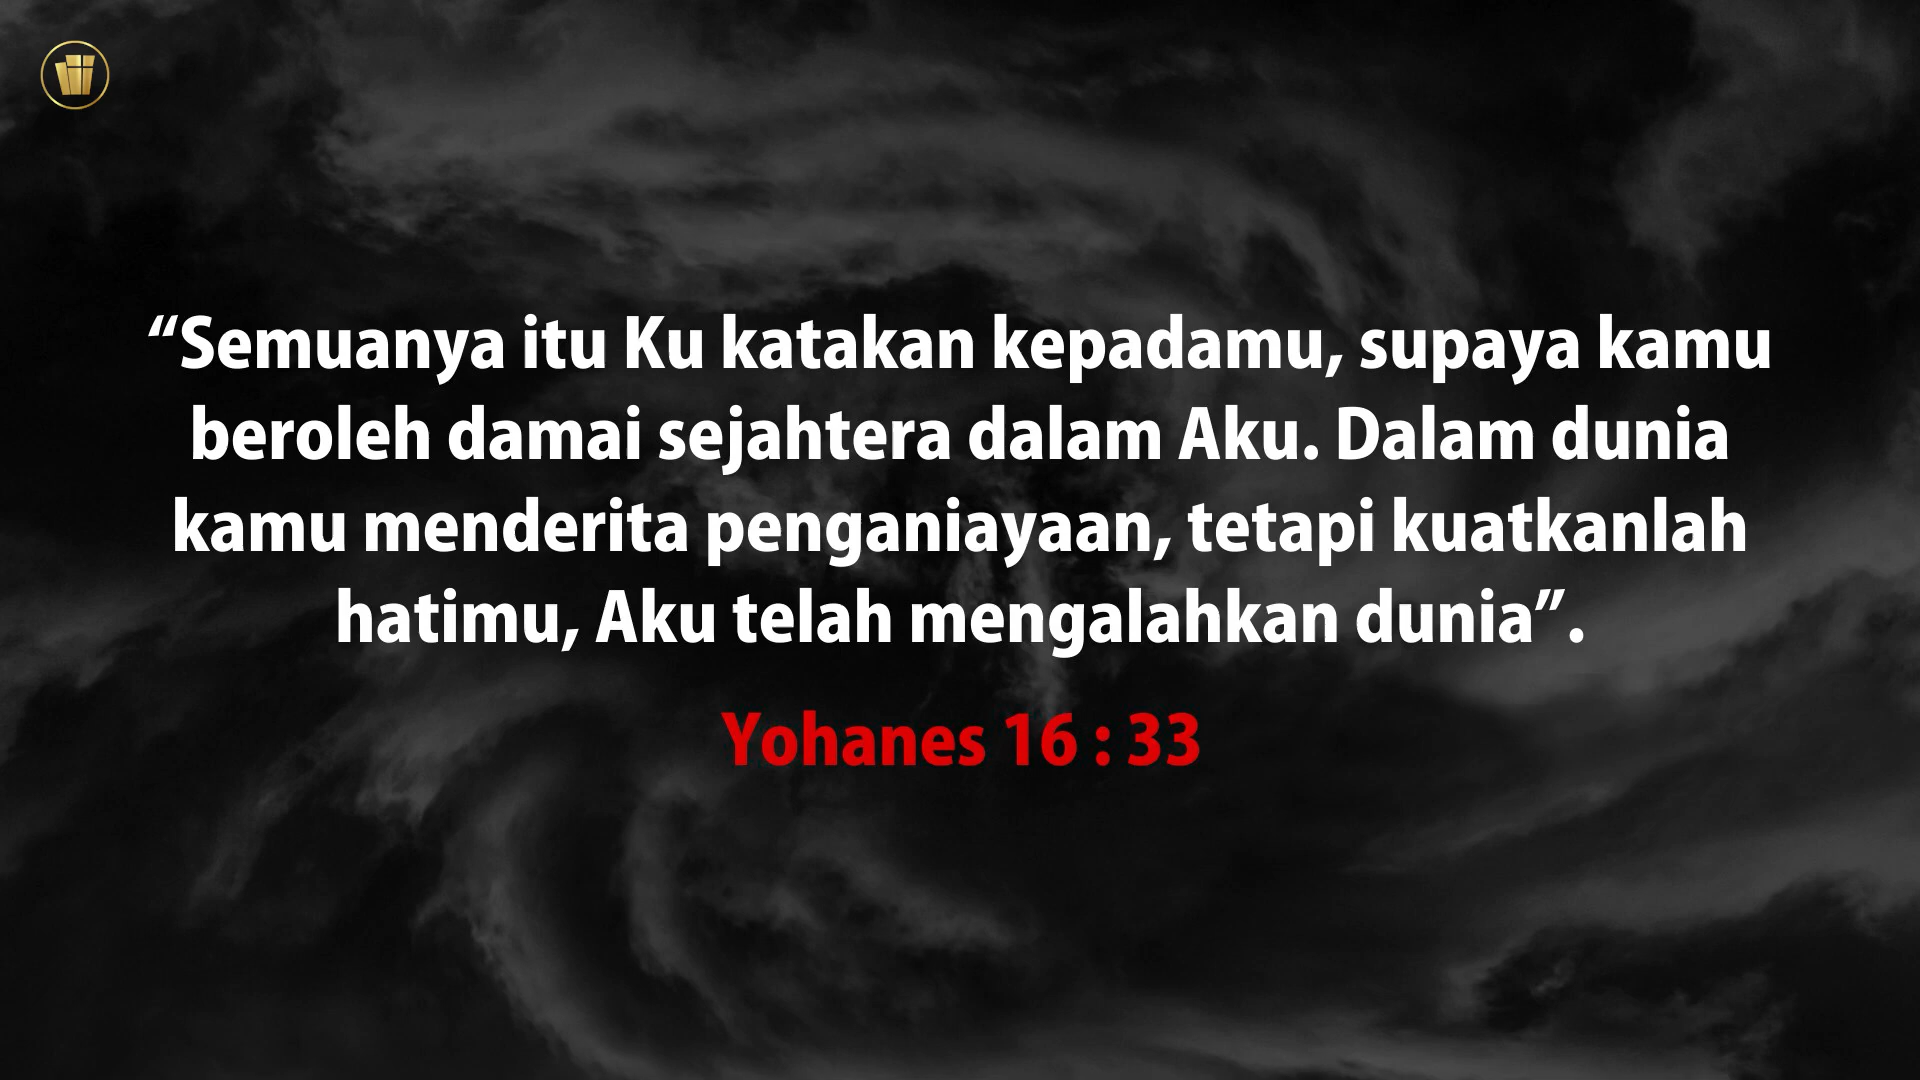 “Semuanya itu Ku katakan kepadamu, supaya kamu
beroleh damai sejahtera dalam Aku. Dalam dunia
kamu menderita penganiayaan, tetapi kuatkanlah
hatimu, Aku telah mengalahkan dunia”.
Yohanes 16 : 33